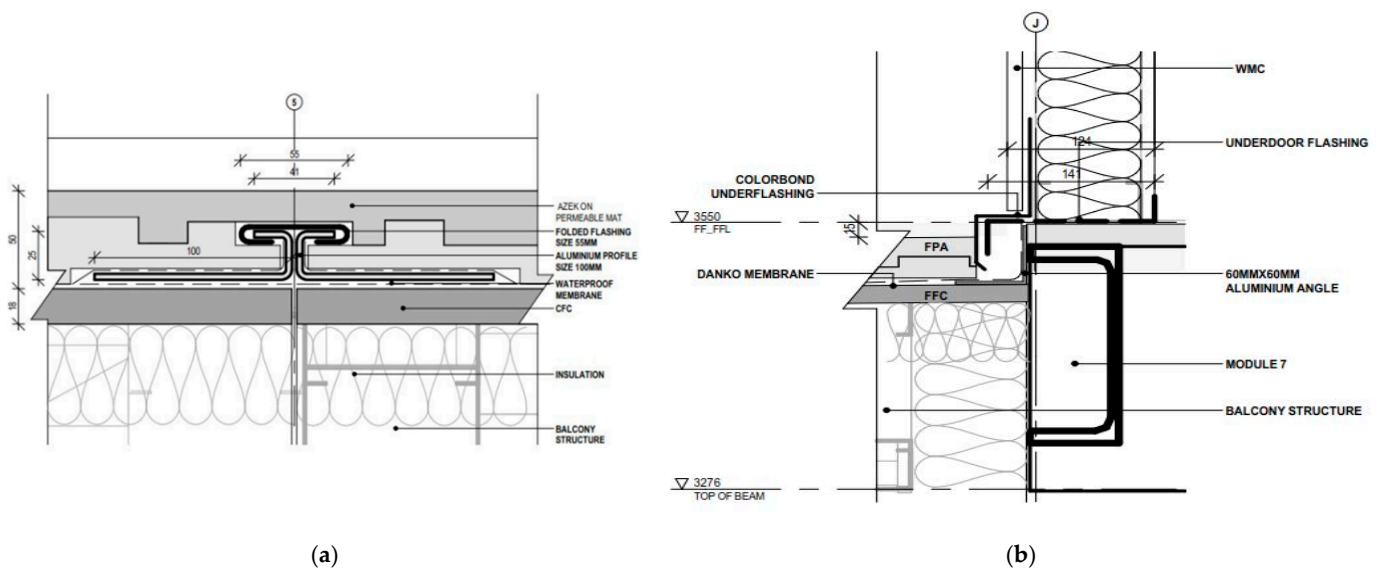 5
55
41
AZEK ON
PERMEABLE MAT
FOLDED FLASHING
SIZE 55MM
ALUMINIUM PROFILE
SIZE 100MM
50
25
100
WATERPROOF
MEMBRANE
18
CFC
INSULATION
BALCONY
STRUCTURE
(a)
J
WMC
124
UNDERDOOR FLASHING
141
COLORBOND
UNDERFLASHING
3550
FF_FFL
15
FPA
DANKO MEMBRANE
60MMX60MM
ALUMINIUM ANGLE
FFC
MODULE 7
BALCONY STRUCTURE
3276
TOP OF BEAM
(b)